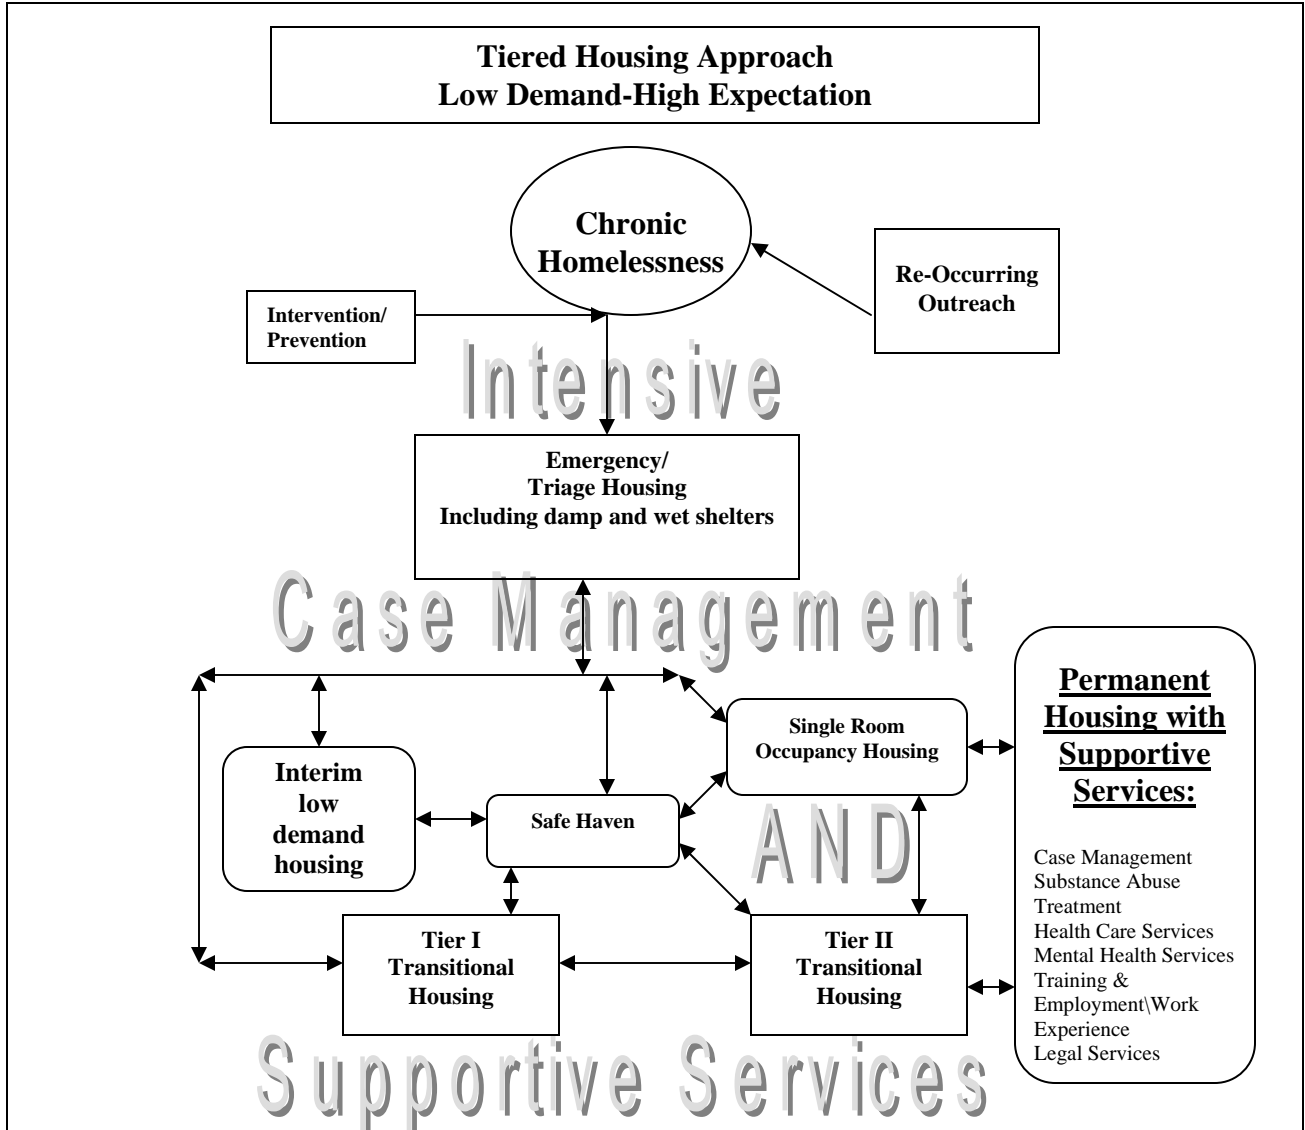 Tiered Housing Approach
Low Demand-High Expectation
Chronic
Homelessness
Re-Occurring
Outreach
Intervention/
Prevention
Intensive
Emergency/
Triage Housing
Including damp and wet shelters
Case Management
Single Room
Occupancy Housing
Interim
low
demand
housing
Safe Haven
AND
Tier I
Transitional
Housing
Tier II
Transitional
Housing
Permanent
Housing with
Supportive
Services:
Case Management
Substance Abuse
Treatment
Health Care Services
Mental Health Services
Training &
Employment\Work
Experience
Legal Services
Supportive Services